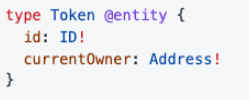 type Token @entity {
  id: ID!
  currentOwner: Address!
}